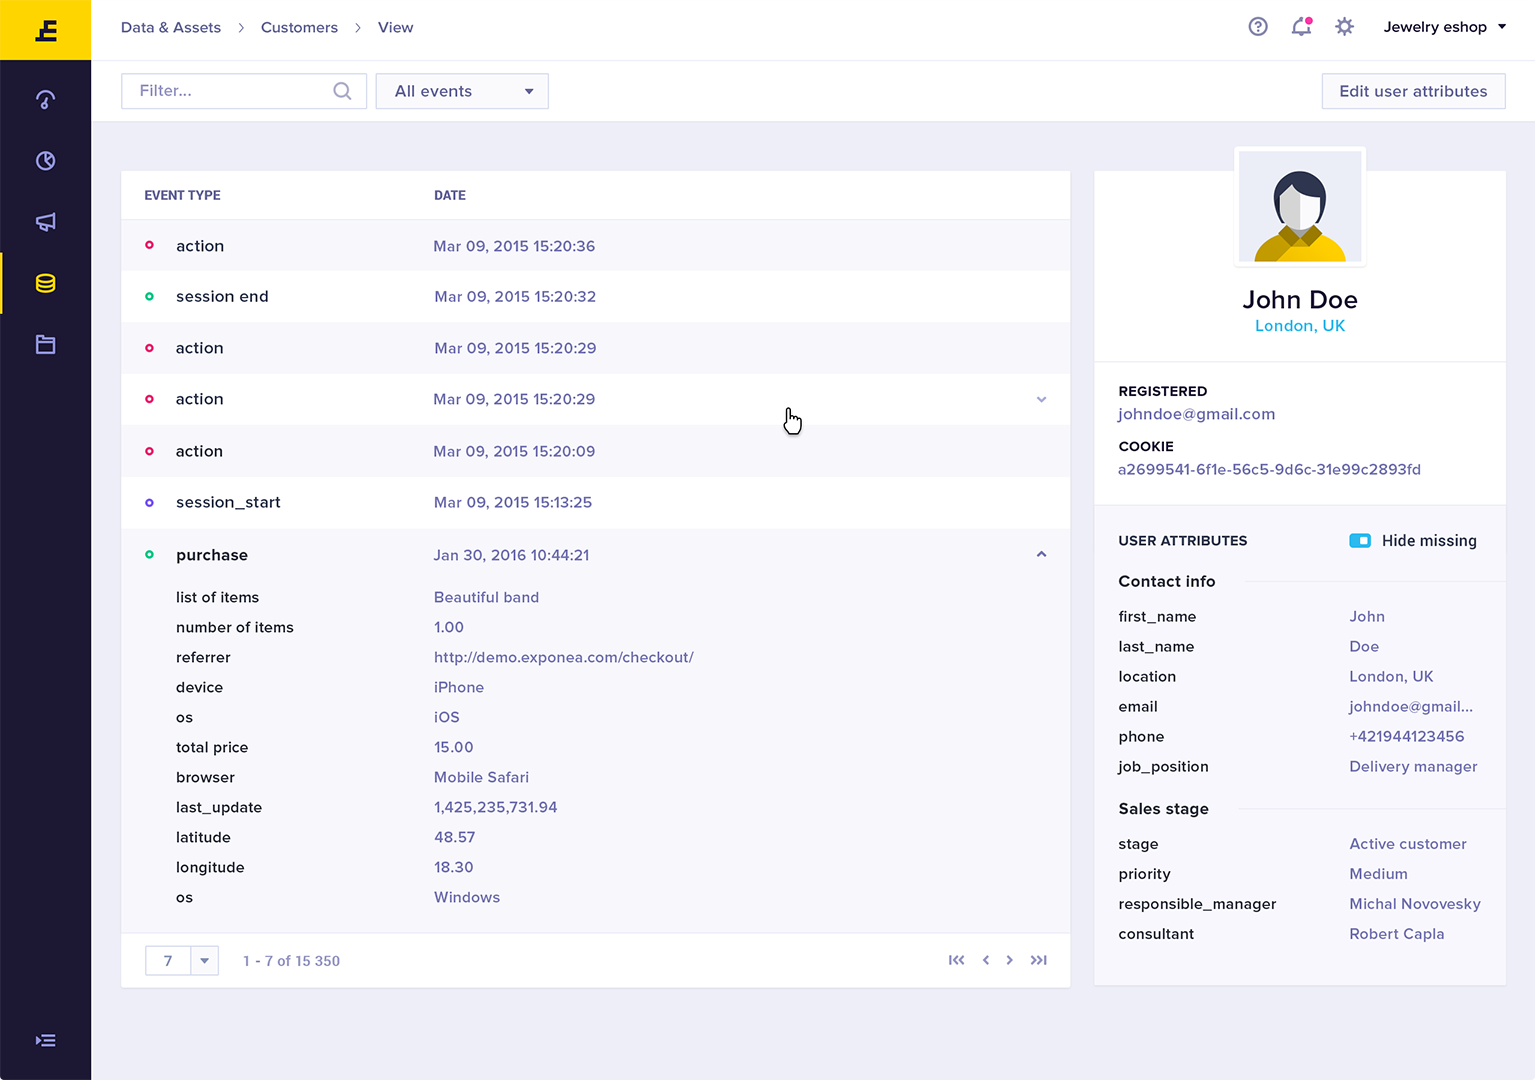 Data & Assets > Customers > View
Jewelry eshop
Filter...
All events
Edit user attributes
EVENT TYPE DATE
action Mar 09, 2015 15:20:36
session end Mar 09, 2015 15:20:32
action Mar 09, 2015 15:20:29
action Mar 09, 2015 15:20:29
action Mar 09, 2015 15:20:09
session_start Mar 09, 2015 15:13:25
purchase Jan 30, 2016 10:44:21
list of items Beautiful band
number of items 1.00
referrer http://demo.exponea.com/checkout/
device iPhone
os iOS
total price 15.00
browser Mobile Safari
last_update 1,425,235,731.94
latitude 48.57
longitude 18.30
os Windows
7 1 - 7 of 15 350
John Doe
London, UK
REGISTERED
johndoe@gmail.com
COOKIE
a2699541-6f1e-56c5-9d6c-31e99c2893fd
USER ATTRIBUTES Hide missing
Contact info
first_name John
last_name Doe
location London, UK
email johndoe@gmail...
phone +421944123456
job_position Delivery manager
Sales stage
stage Active customer
priority Medium
responsible_manager Michal Novovesky
consultant Robert Capla